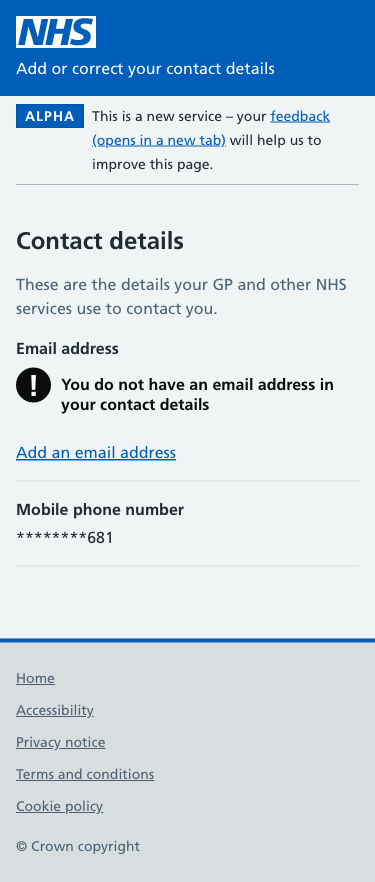 NHS
Add or correct your contact details
ALPHA This is a new service – your feedback
(opens in a new tab) will help us to
improve this page.
Contact details
These are the details your GP and other NHS
services use to contact you.
Email address
! You do not have an email address in
your contact details
Add an email address
Mobile phone number
********681
Home
Accessibility
Privacy notice
Terms and conditions
Cookie policy
© Crown copyright